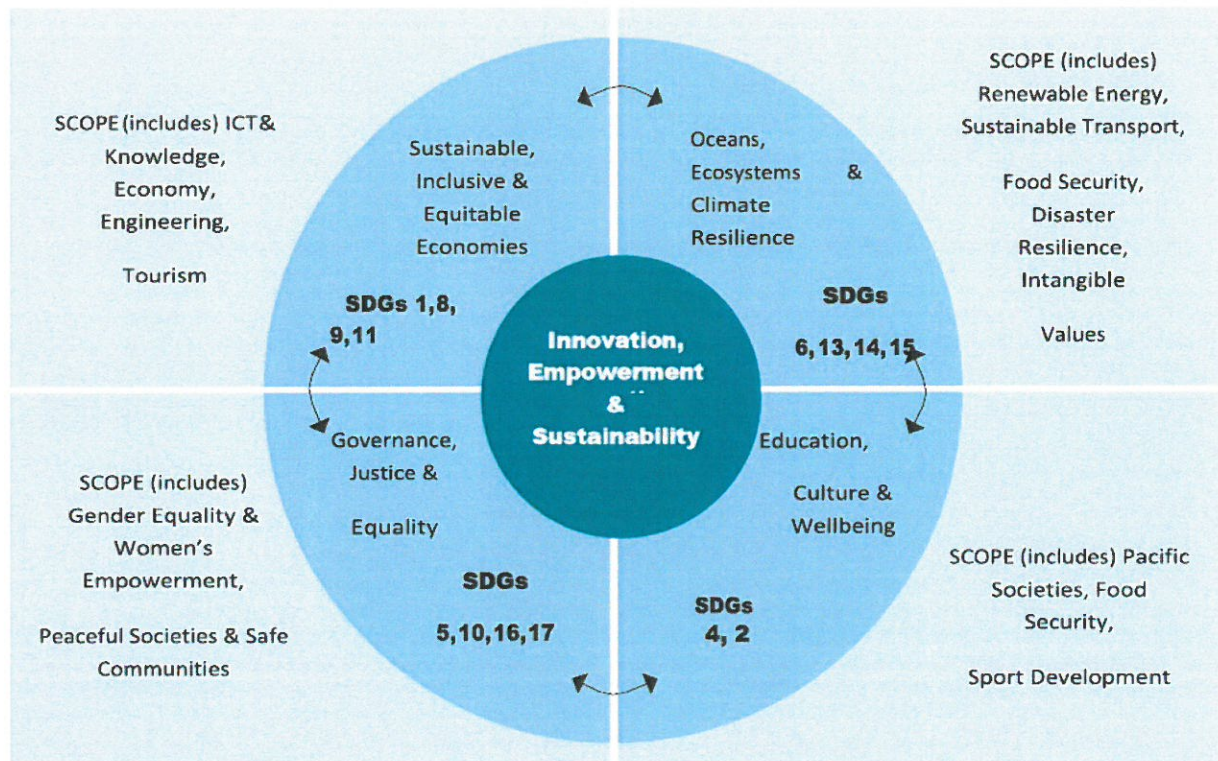 SCOPE (includes) ICT&
Knowledge,
Economy,
Engineering,
Tourism
Sustainable,
Inclusive &
Equitable
Economies
SDGs 1,8,
9,11
Oceans,
Ecosystems &
Climate
Resilience
SDGs
6,13,14,15
SCOPE (includes)
Renewable Energy,
Sustainable Transport,
Food Security,
Disaster
Resilience,
Intangible
Values
Innovation,
Empowerment
&
Sustainability
SCOPE (includes)
Gender Equality &
Women's
Empowerment,
Peaceful Societies & Safe
Communities
Governance,
Justice &
Equality
SDGs
5,10,16,17
Education,
Culture &
Wellbeing
SDGs
4, 2
SCOPE (includes) Pacific
Societies, Food
Security,
Sport Development